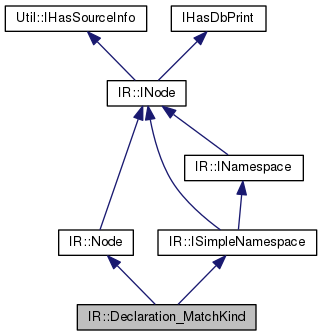 Util::IHasSourceInfo
IHasDbPrint
IR::INode
IR::INamespace
IR::Node
IR::ISimpleNamespace
IR::Declaration_MatchKind